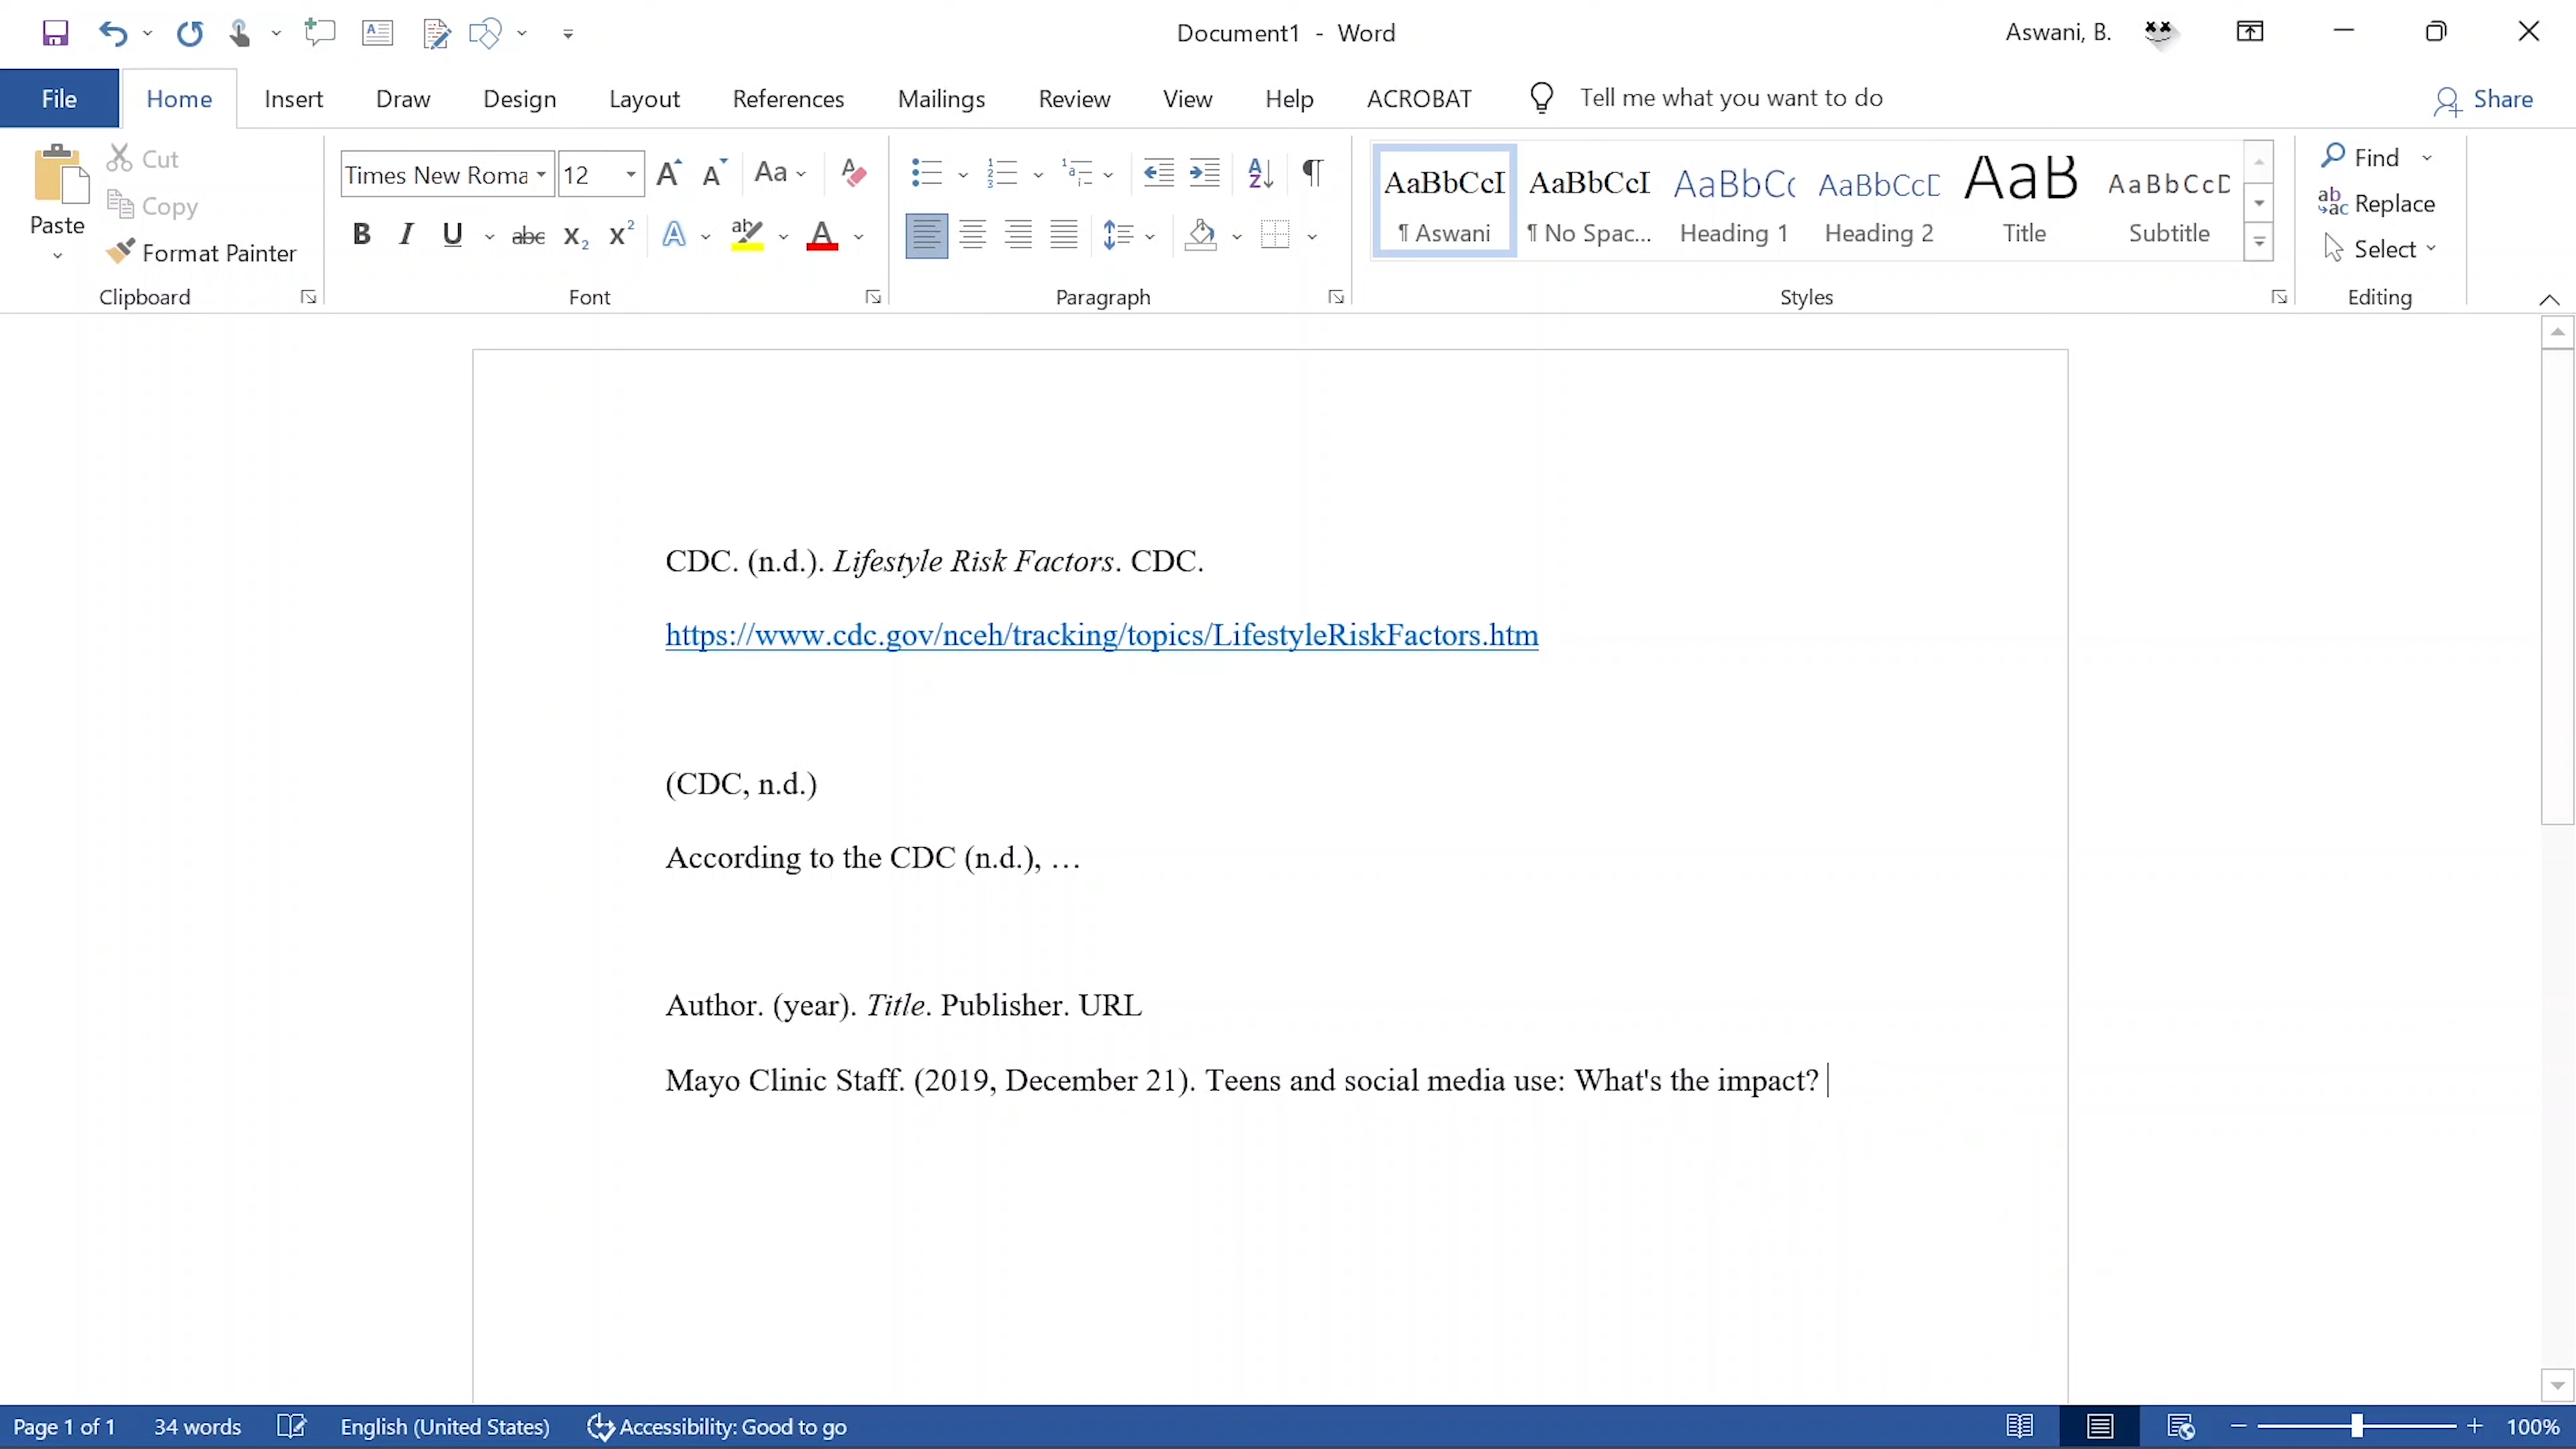 Document1 - Word
Aswani, B.
File Home Insert Draw Design Layout References Mailings Review View Help ACROBAT Tell me what you want to do Share
Paste Cut Copy Format Painter
Clipboard
Times New Roma 12
Font
Paragraph
AaBbCcI AaBbCcI AaBbCc AaBbCcD AaB AaBbCcD
¶ Aswani ¶ No Spac... Heading 1 Heading 2 Title Subtitle
Styles
Find
Replace
Select
Editing
CDC. (n.d.). Lifestyle Risk Factors. CDC.
https://www.cdc.gov/nceh/tracking/topics/LifestyleRiskFactors.htm
(CDC, n.d.)
According to the CDC (n.d.), …
Author. (year). Title. Publisher. URL
Mayo Clinic Staff. (2019, December 21). Teens and social media use: What's the impact?
Page 1 of 1 34 words English (United States) Accessibility: Good to go 100%